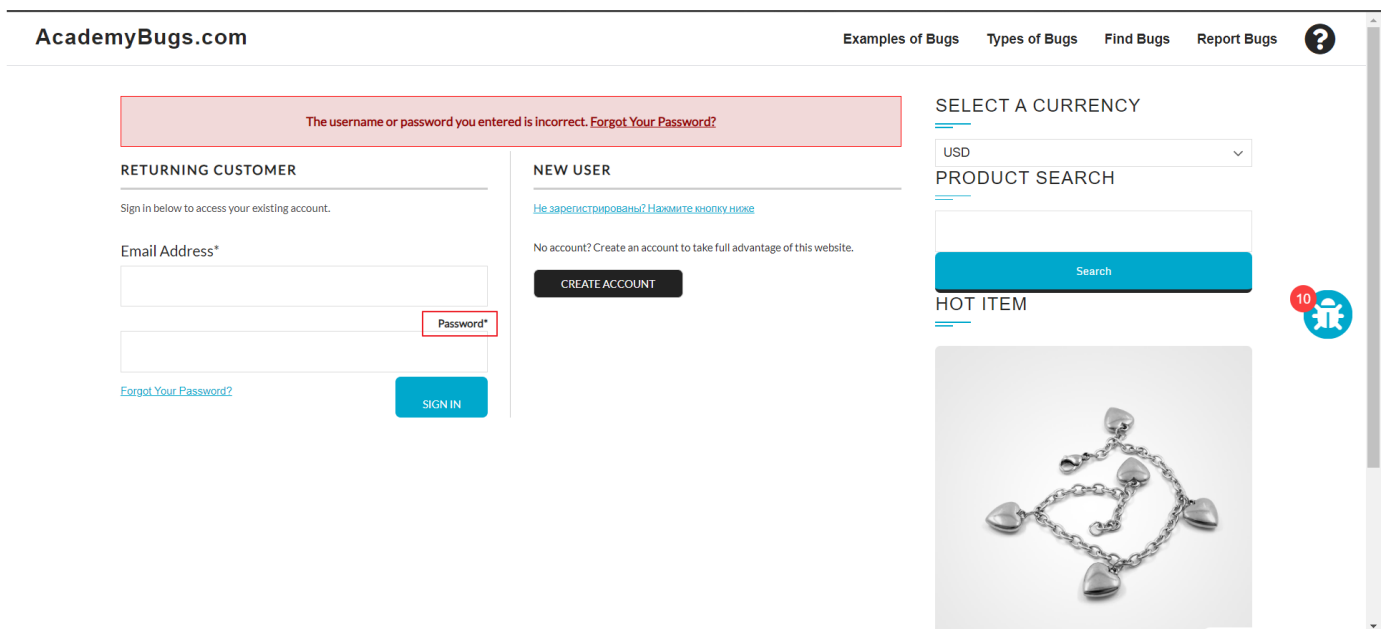 AcademyBugs.com
Examples of Bugs
Types of Bugs
Find Bugs
Report Bugs
?
The username or password you entered is incorrect. Forgot Your Password?
RETURNING CUSTOMER
Sign in below to access your existing account.
Email Address*
Password*
Forgot Your Password?
SIGN IN
NEW USER
Не зарегистрированы? Нажмите кнопку ниже
No account? Create an account to take full advantage of this website.
CREATE ACCOUNT
SELECT A CURRENCY
USD
PRODUCT SEARCH
Search
HOT ITEM
10